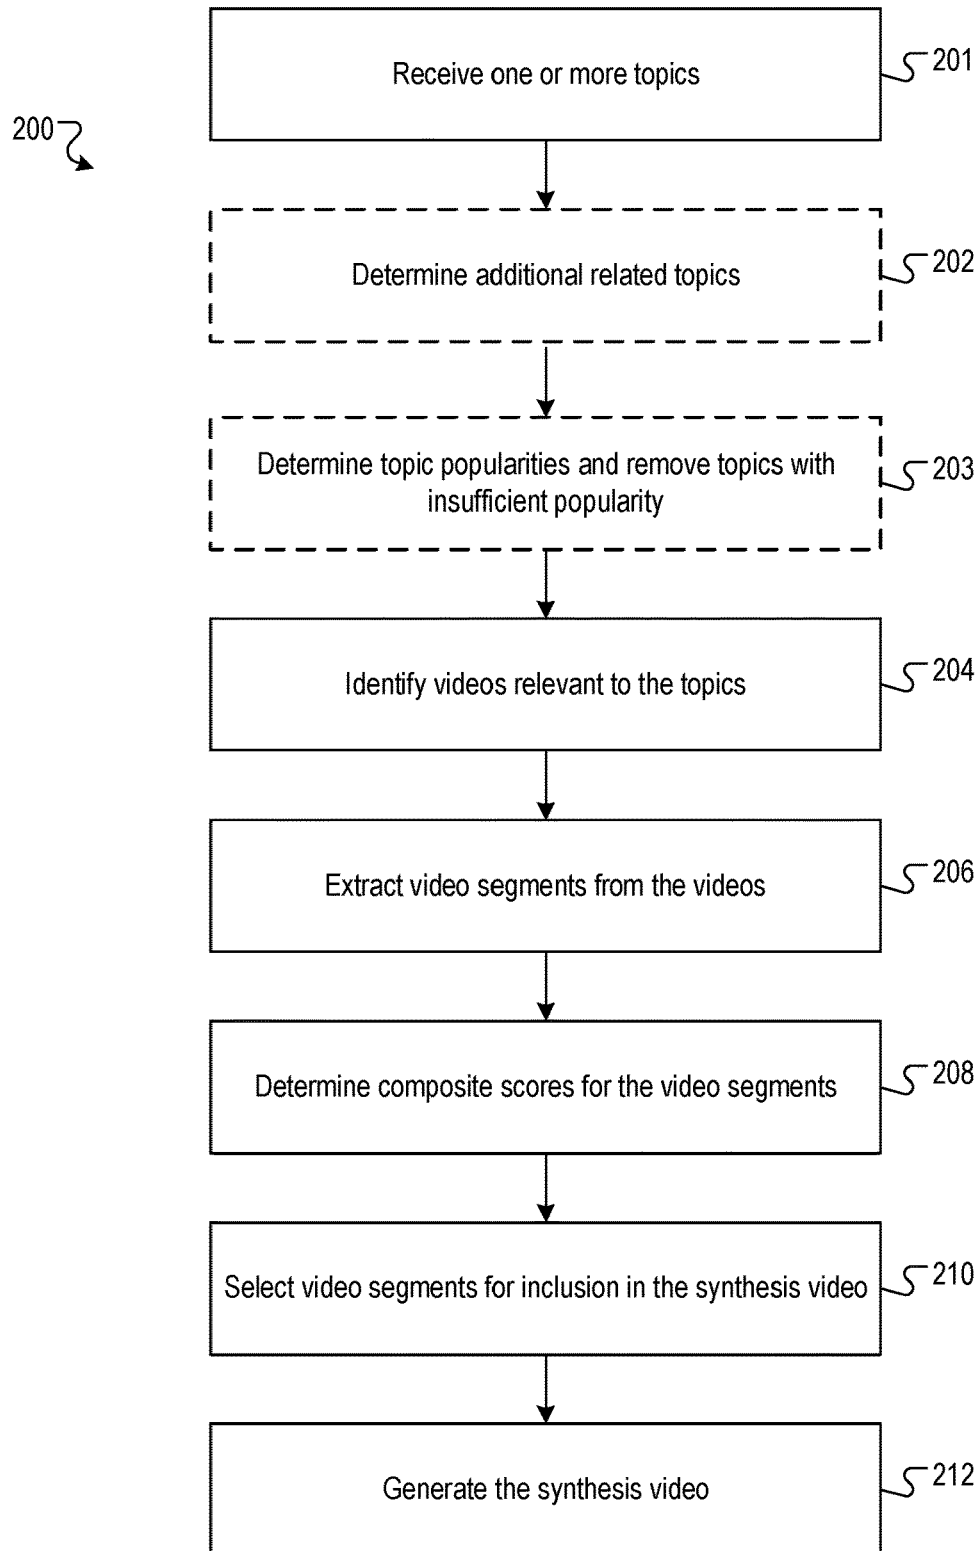 Receive one or more topics
201
200
Determine additional related topics
202
Determine topic popularities and remove topics with
insufficient popularity
203
Identify videos relevant to the topics
204
Extract video segments from the videos
206
Determine composite scores for the video segments
208
Select video segments for inclusion in the synthesis video
210
Generate the synthesis video
212